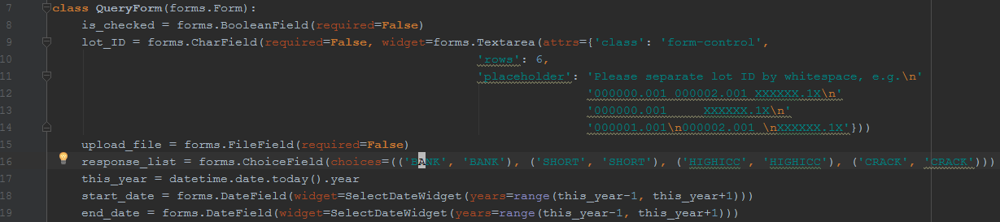 7 class QueryForm(forms.Form):
8 is_checked = forms.BooleanField(required=False)
9 lot_ID = forms.CharField(required=False, widget=forms.Textarea(attrs={'class': 'form-control',
10 'rows': 6,
11 'placeholder': 'Please separate lot ID by whitespace, e.g.\n'
12 '000000.001 000002.001 XXXXXX.1X\n'
13 '000000.001 XXXXXX.1X\n'
14 '000001.001\n000002.001 \nXXXXXX.1X'}))
15 upload_file = forms.FileField(required=False)
16 response_list = forms.ChoiceField(choices=(('BANK', 'BANK'), ('SHORT', 'SHORT'), ('HIGHICC', 'HIGHICC'), ('CRACK', 'CRACK')))
17 this_year = datetime.date.today().year
18 start_date = forms.DateField(widget=SelectDateWidget(years=range(this_year-1, this_year+1)))
19 end_date = forms.DateField(widget=SelectDateWidget(years=range(this_year-1, this_year+1)))